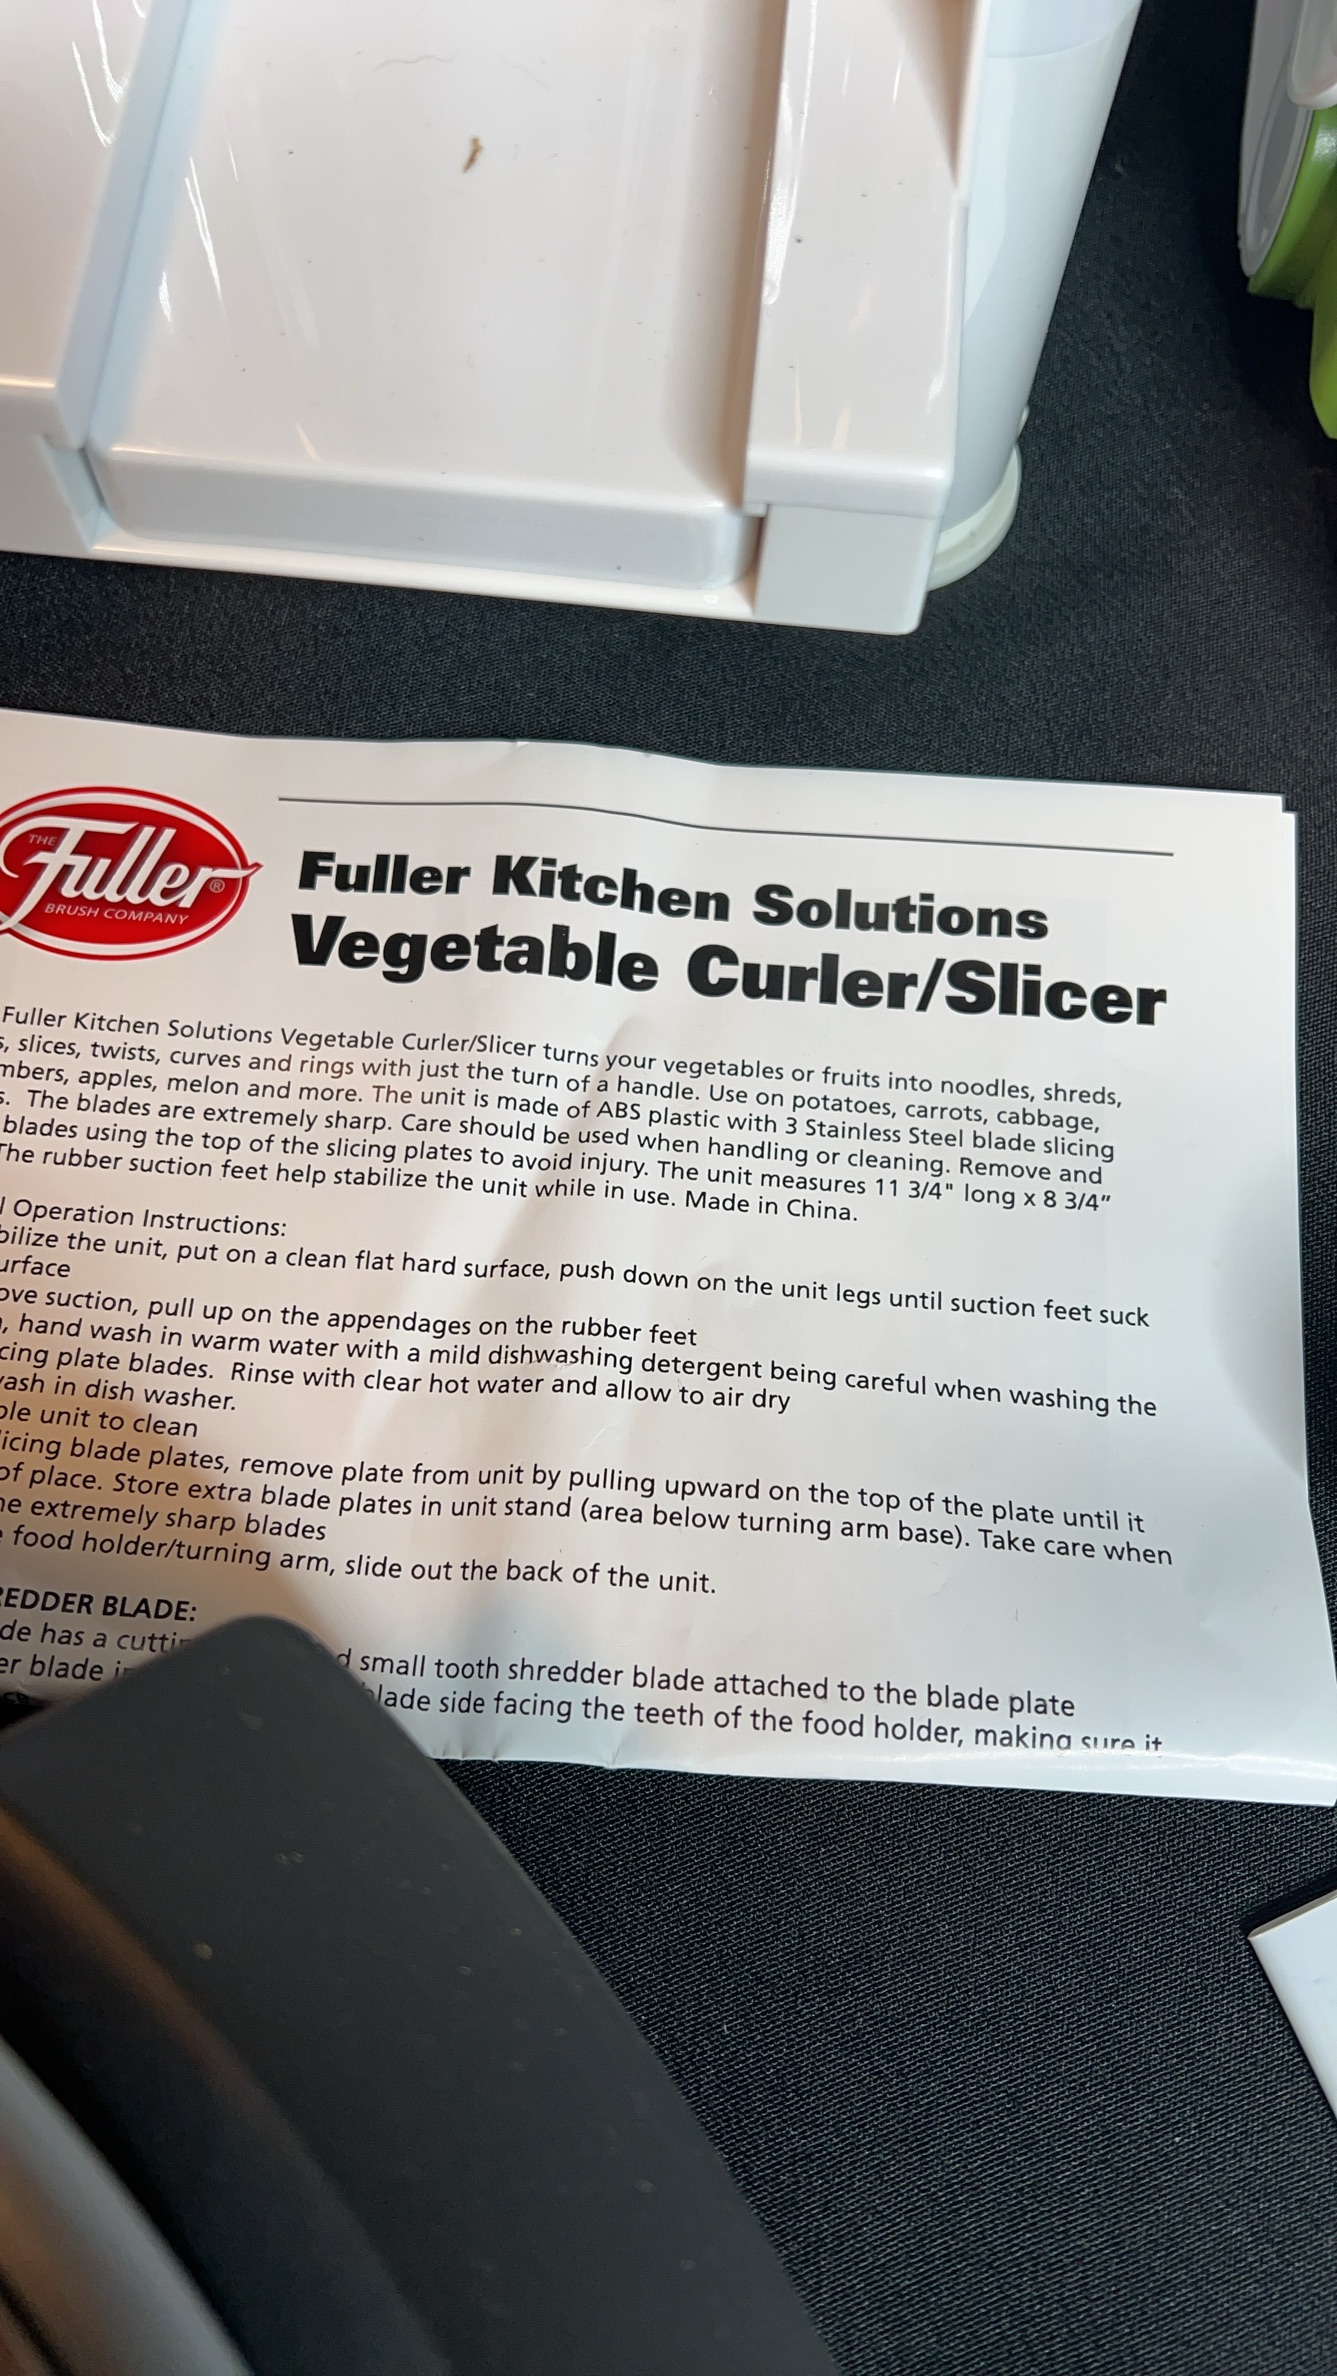 THE
Fuller®
BRUSH COMPANY
Fuller Kitchen Solutions
Vegetable Curler/Slicer
Fuller Kitchen Solutions Vegetable Curler/Slicer turns your vegetables or fruits into noodles, shreds,
s, slices, twists, curves and rings with just the turn of a handle. Use on potatoes, carrots, cabbage,
mbers, apples, melon and more. The unit is made of ABS plastic with 3 Stainless Steel blade slicing
s. The blades are extremely sharp. Care should be used when handling or cleaning. Remove and
blades using the top of the slicing plates to avoid injury. The unit measures 11 3/4" long x 8 3/4"
The rubber suction feet help stabilize the unit while in use. Made in China.
l Operation Instructions:
bilize the unit, put on a clean flat hard surface, push down on the unit legs until suction feet suck
urface
ove suction, pull up on the appendages on the rubber feet
, hand wash in warm water with a mild dishwashing detergent being careful when washing the
cing plate blades. Rinse with clear hot water and allow to air dry
ash in dish washer.
ble unit to clean
licing blade plates, remove plate from unit by pulling upward on the top of the plate until it
of place. Store extra blade plates in unit stand (area below turning arm base). Take care when
he extremely sharp blades
food holder/turning arm, slide out the back of the unit.
REDDER BLADE:
de has a cuttin d small tooth shredder blade attached to the blade plate
er blade i blade side facing the teeth of the food holder, making sure it